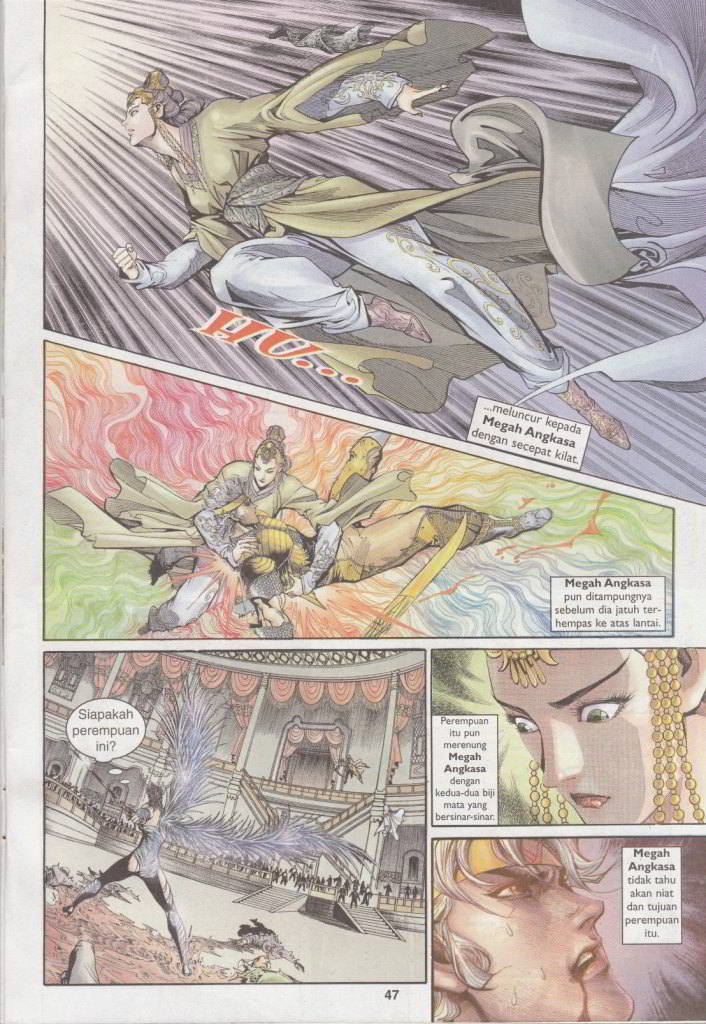 HU...
...meluncur kepada
Megah Angkasa
dengan secepat kilat.
Megah Angkasa
pun ditampungnya
sebelum dia jatuh ter-
hempas ke atas lantai.
Siapakah
perempuan
ini?
Perempuan
itu pun
merenung
Megah
Angkasa
dengan
kedua-dua biji
mata yang
bersinar-sinar.
Megah
Angkasa
tidak tahu
akan niat
dan tujuan
perempuan
itu.
47